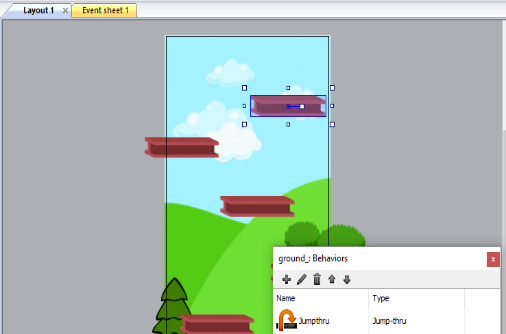 Layout 1 × Event sheet 1
ground_: Behaviors x
Name Type
Jumpthru Jump-thru